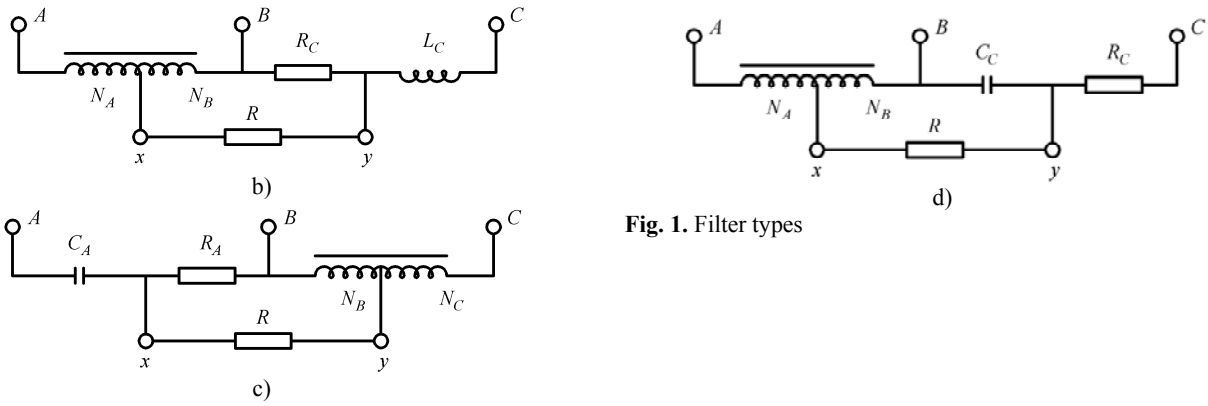 A
B
C
R_C
L_C
N_A
N_B
R
x
y
b)
A
B
C
C_A
R_A
N_B
N_C
R
x
y
c)
A
B
C
C_C
R_C
N_A
N_B
R
x
y
d)
Fig. 1. Filter types